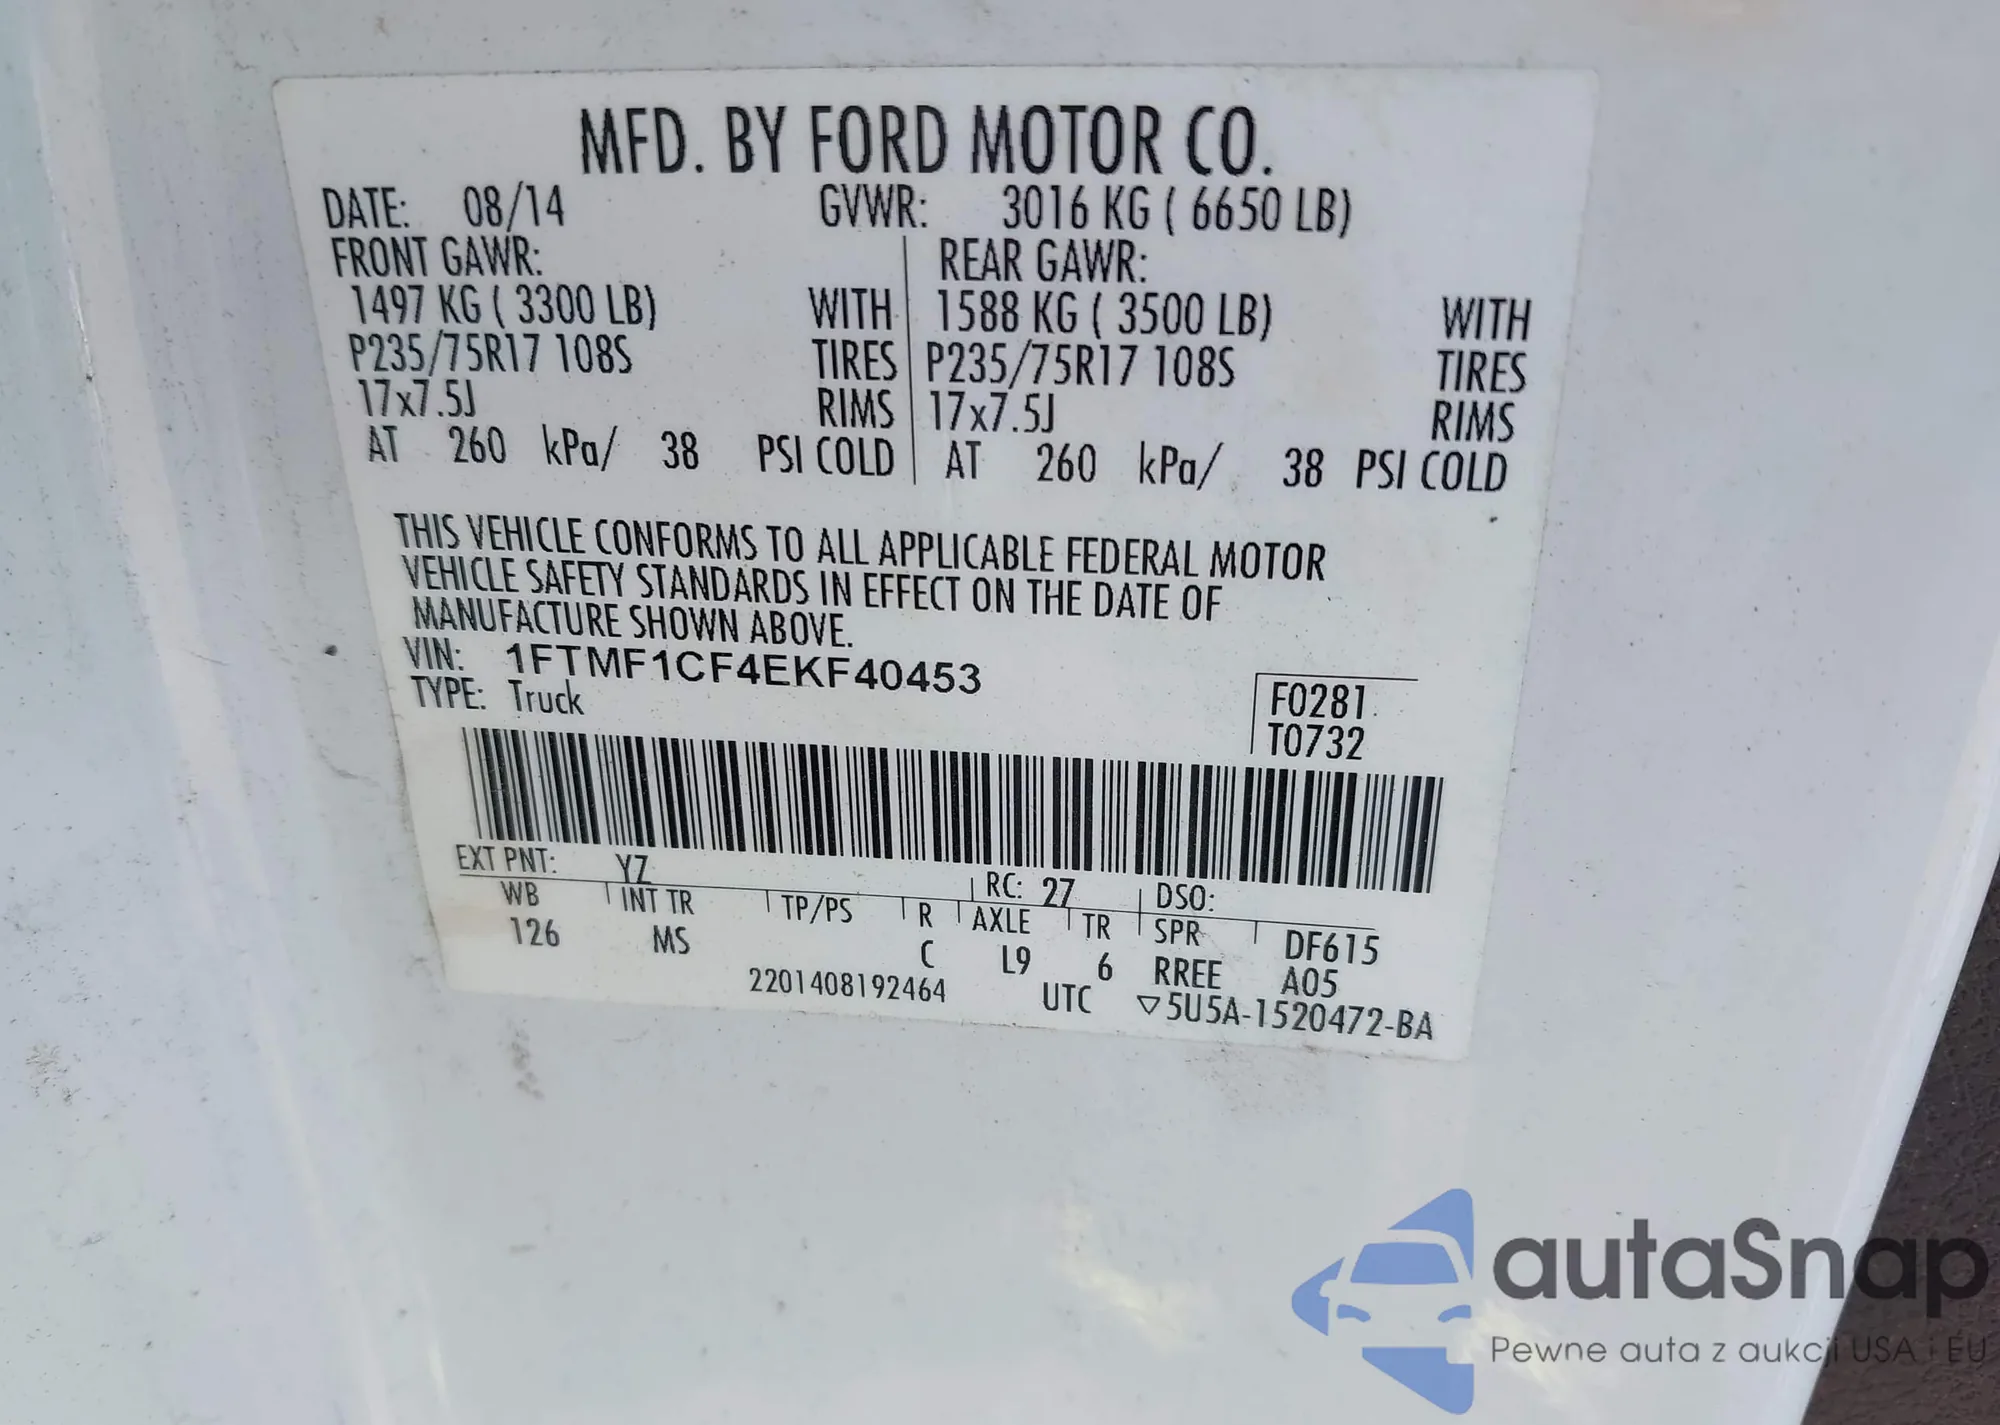 MFD. BY FORD MOTOR CO.
DATE: 08/14 GVWR: 3016 KG ( 6650 LB)
FRONT GAWR: REAR GAWR:
1497 KG ( 3300 LB) WITH 1588 KG ( 3500 LB) WITH
P235/75R17 108S TIRES P235/75R17 108S TIRES
17x7.5J RIMS 17x7.5J RIMS
AT 260 kPa/ 38 PSI COLD AT 260 kPa/ 38 PSI COLD
THIS VEHICLE CONFORMS TO ALL APPLICABLE FEDERAL MOTOR
VEHICLE SAFETY STANDARDS IN EFFECT ON THE DATE OF
MANUFACTURE SHOWN ABOVE.
VIN: 1FTMF1CF4EKF40453
TYPE: Truck
F0281
T0732
EXT PNT: YZ RC: 27 DSO:
WB INT TR TP/PS R AXLE TR SPR DF615
126 MS C L9 6 RREE A05
2201408192464 UTC ▽5U5A-1520472-BA
autaSnap
Pewne auta z aukcji USA i EU